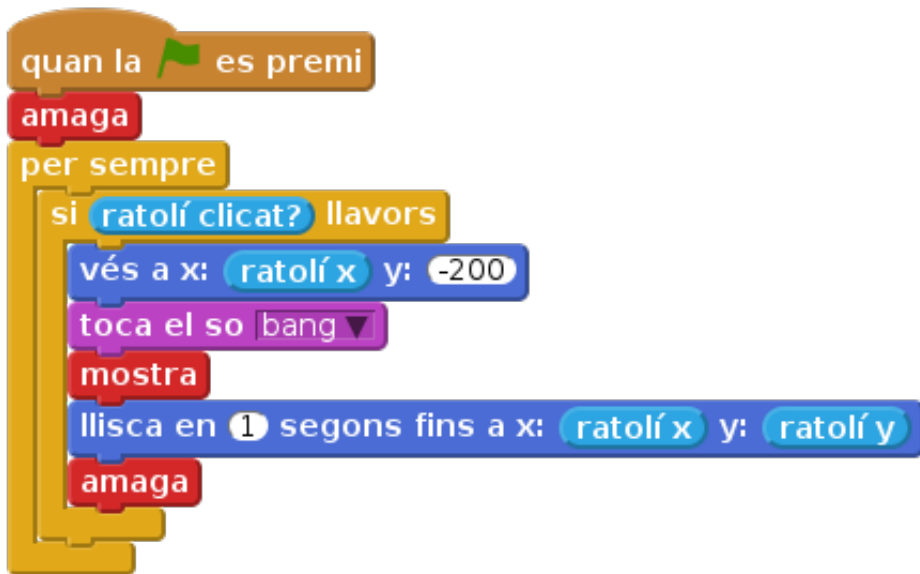 quan la es premi
amaga
per sempre
si ratolí clicat? llavors
vés a x: ratolí x y: -200
toca el so bang
mostra
llisca en 1 segons fins a x: ratolí x y: ratolí y
amaga